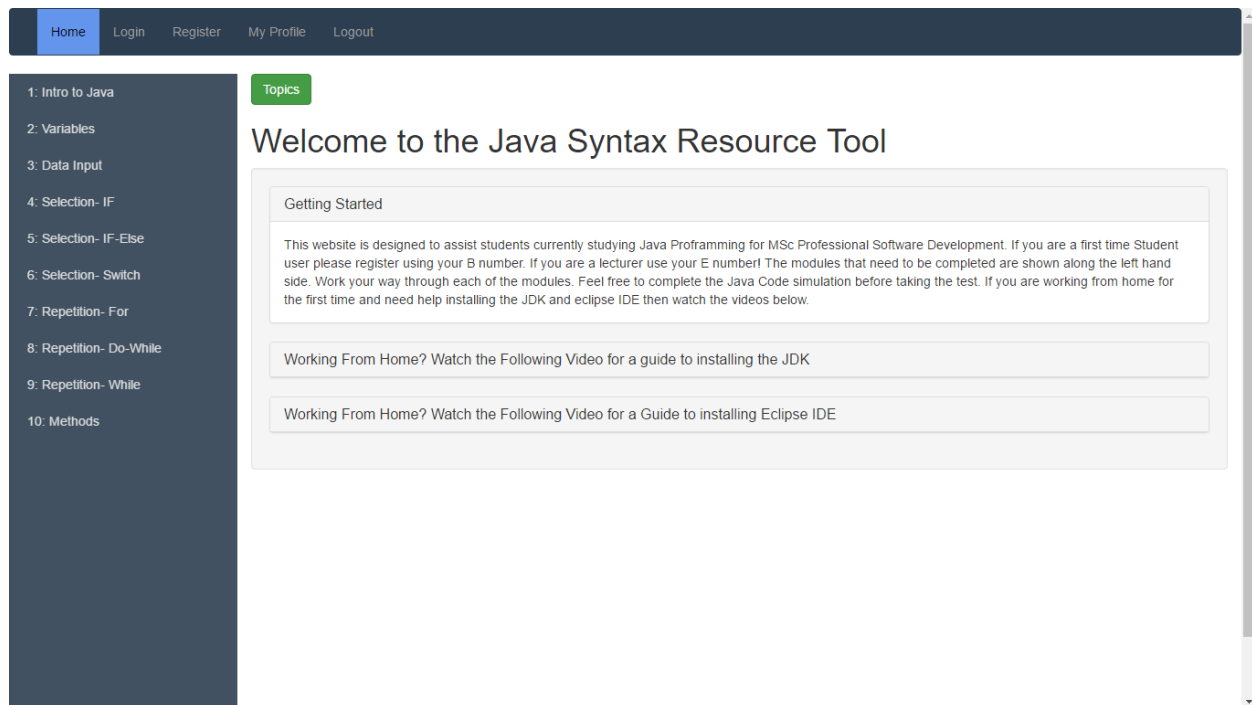 Home Login Register My Profile Logout
1: Intro to Java
2: Variables
3: Data Input
4: Selection- IF
5: Selection- IF-Else
6: Selection- Switch
7: Repetition- For
8: Repetition- Do-While
9: Repetition- While
10: Methods
Topics
Welcome to the Java Syntax Resource Tool
Getting Started
This website is designed to assist students currently studying Java Proframming for MSc Professional Software Development. If you are a first time Student
user please register using your B number. If you are a lecturer use your E number! The modules that need to be completed are shown along the left hand
side. Work your way through each of the modules. Feel free to complete the Java Code simulation before taking the test. If you are working from home for
the first time and need help installing the JDK and eclipse IDE then watch the videos below.
Working From Home? Watch the Following Video for a guide to installing the JDK
Working From Home? Watch the Following Video for a Guide to installing Eclipse IDE